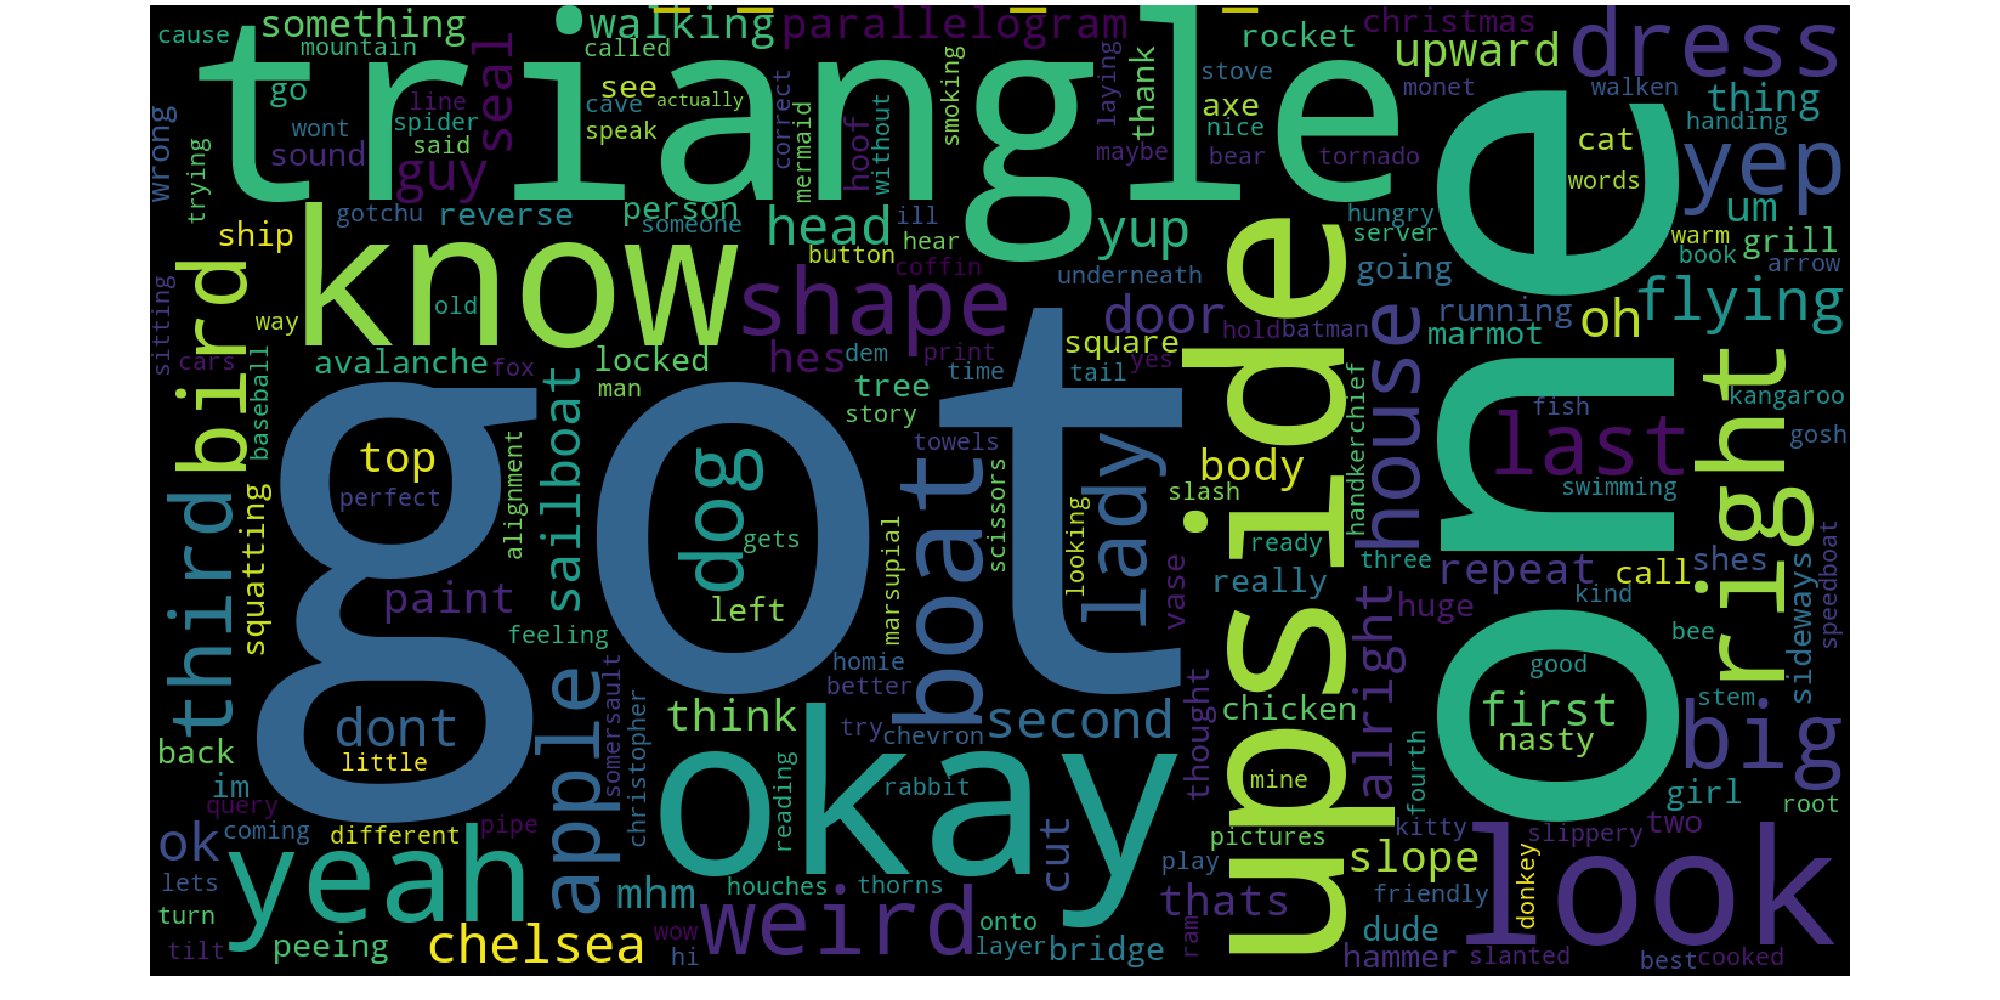 cause
something
mountain
go
triangle
walking
called
see
cave
actually
speak
parallelogram
christmas
rocket
upward
dress
stove
monet
walken
thing
handing
axe
nice
bear
tornado
cat
words
yep
um
wrong
trying
wont
line
spider
said
sound
seal
guy
correct
mermaid
hoof
without
smoking
laying
thank
maybe
one
gotchu
reverse
person
someone
head
ill
hear
yup
hungry
server
warm
grill
book
arrow
ship
know
button
coffin
underneath
going
flying
bird
way
old
shape
door
hold
batman
running
oh
marmot
sitting
cars
baseball
avalanche
fox
locked
man
hes
dem
print
time
square
tail
yes
upside
house
handkerchief
right
kangaroo
tree
story
towels
fish
last
gosh
swimming
got
top
perfect
alignment
sailboat
dog
gets
left
boat
scissors
marsupial
looking
lady
body
slash
ready
three
repeat
call
shes
really
vase
huge
kind
bee
sideways
speedboat
third
squatting
paint
feeling
homie
better
alright
good
first
nasty
stem
big
dont
little
apple
somersault
christopher
think
try
chevron
second
thought
chicken
mine
fourth
girl
root
back
im
query
coming
different
pipe
okay
reading
rabbit
cut
pictures
kitty
slippery
two
ok
yeah
lets
turn
tilt
peeing
chelsea
mhm
wow
hi
houches
thorns
weird
onto
layer
bridge
play
thats
ram
slope
friendly
dude
hammer
donkey
look
slanted
best
cooked